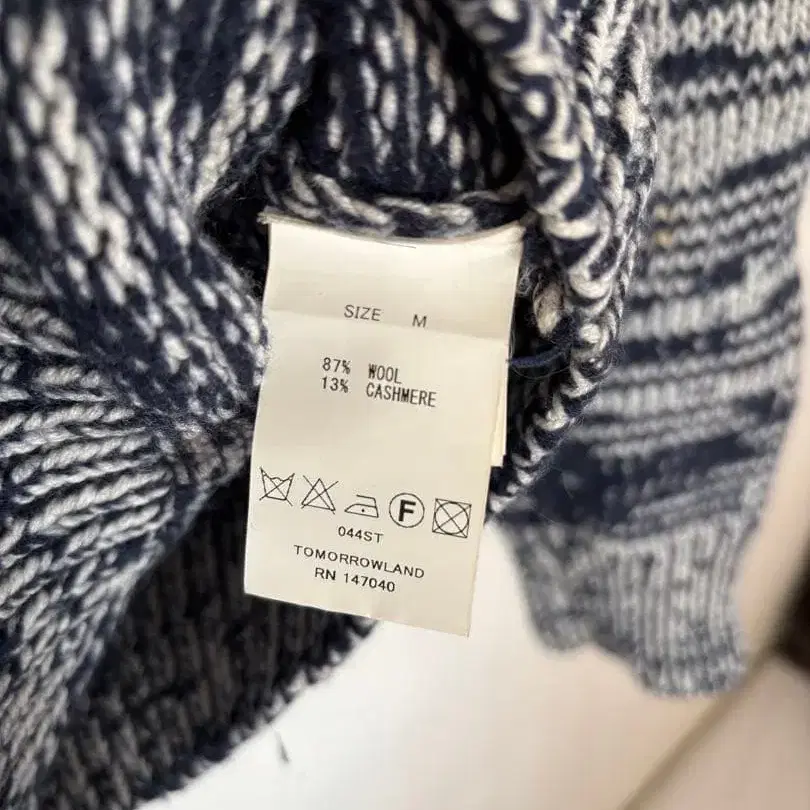 SIZE M
87% WOOL
13% CASHMERE
F
044ST
TOMORROWLAND
RN 147040